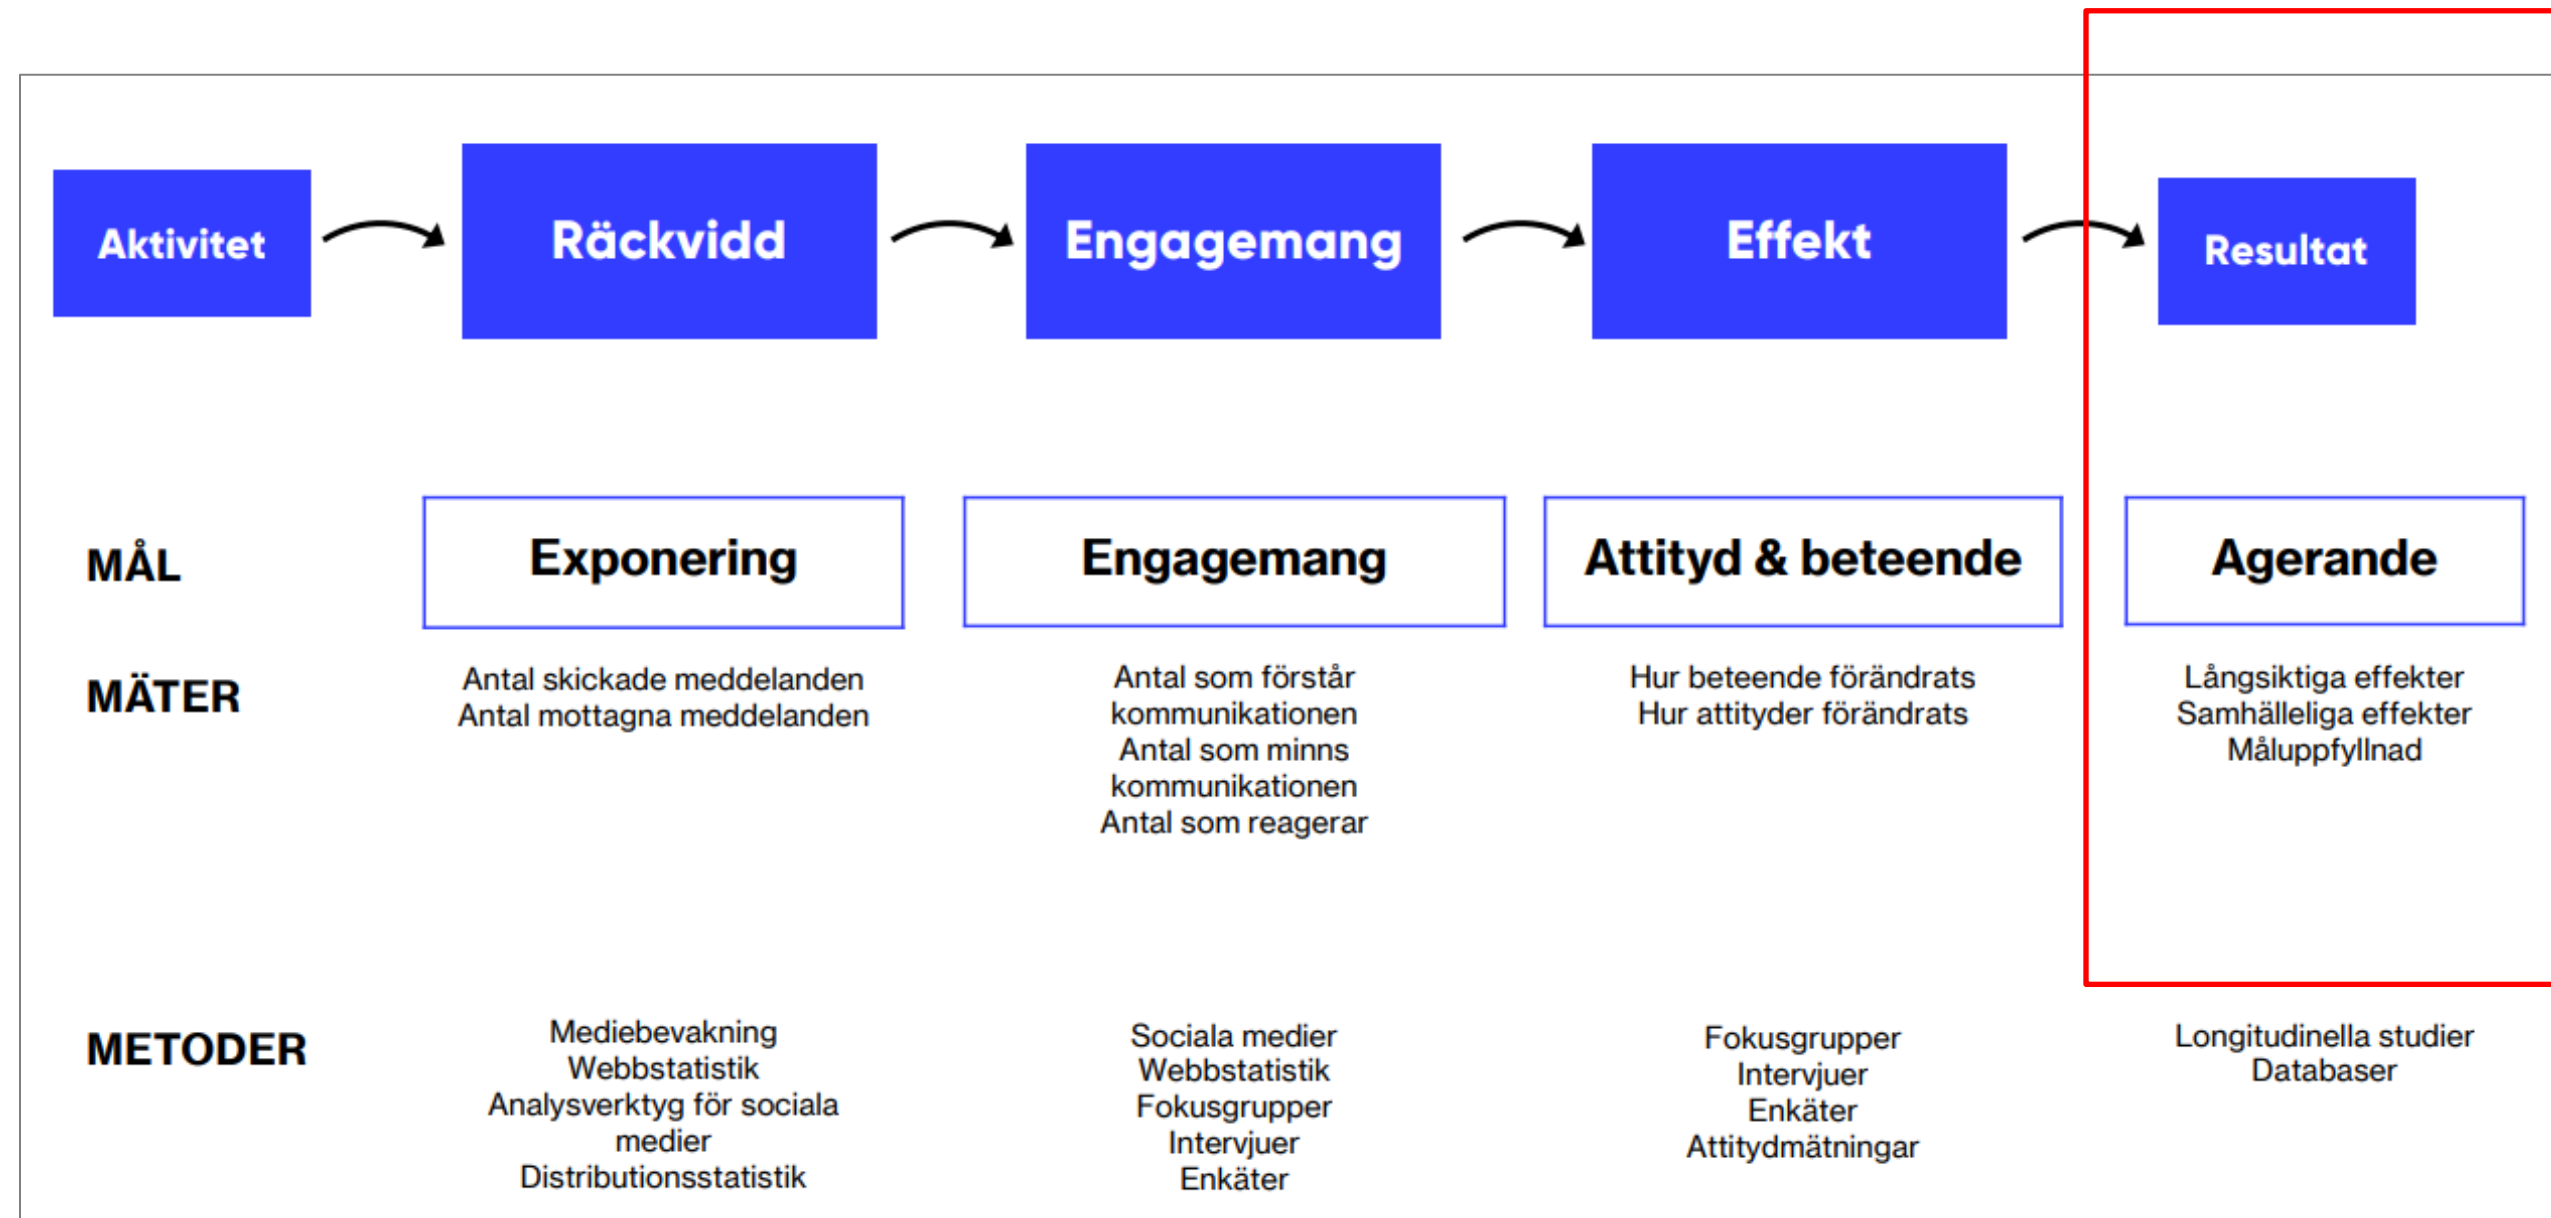 Aktivitet
Räckvidd
Engagemang
Effekt
Resultat
MÅL
Exponering
Engagemang
Attityd & beteende
Agerande
MÄTER
Antal skickade meddelanden
Antal mottagna meddelanden
Antal som förstår
kommunikationen
Antal som minns
kommunikationen
Antal som reagerar
Hur beteende förändrats
Hur attityder förändrats
Långsiktiga effekter
Samhälleliga effekter
Måluppfyllnad
METODER
Mediebevakning
Webbstatistik
Analysverktyg för sociala
medier
Distributionsstatistik
Sociala medier
Webbstatistik
Fokusgrupper
Intervjuer
Enkäter
Fokusgrupper
Intervjuer
Enkäter
Attitydmätningar
Longitudinella studier
Databaser